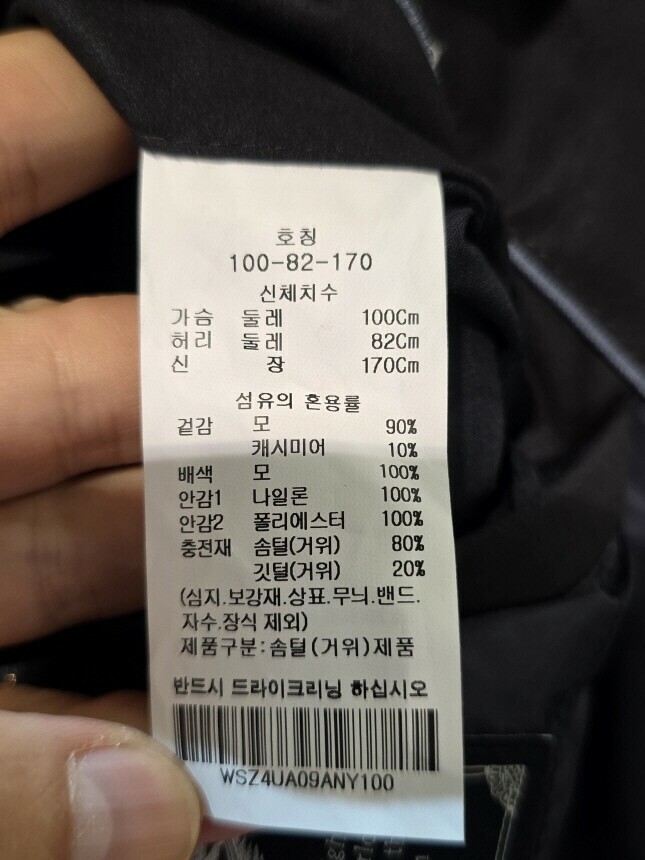 호칭
100-82-170
신체치수
가슴 둘레 100Cm
허리 둘레 82Cm
신 장 170Cm
섬유의 혼용률
겉감 모 90%
캐시미어 10%
배색 모 100%
안감1 나일론 100%
안감2 폴리에스터 100%
충전재 솜털(거위) 80%
깃털(거위) 20%
(심지.보강재.상표.무늬.밴드.
자수.장식 제외)
제품구분:솜털(거위)제품
반드시 드라이크리닝 하십시오
WSZ4UA09ANY100